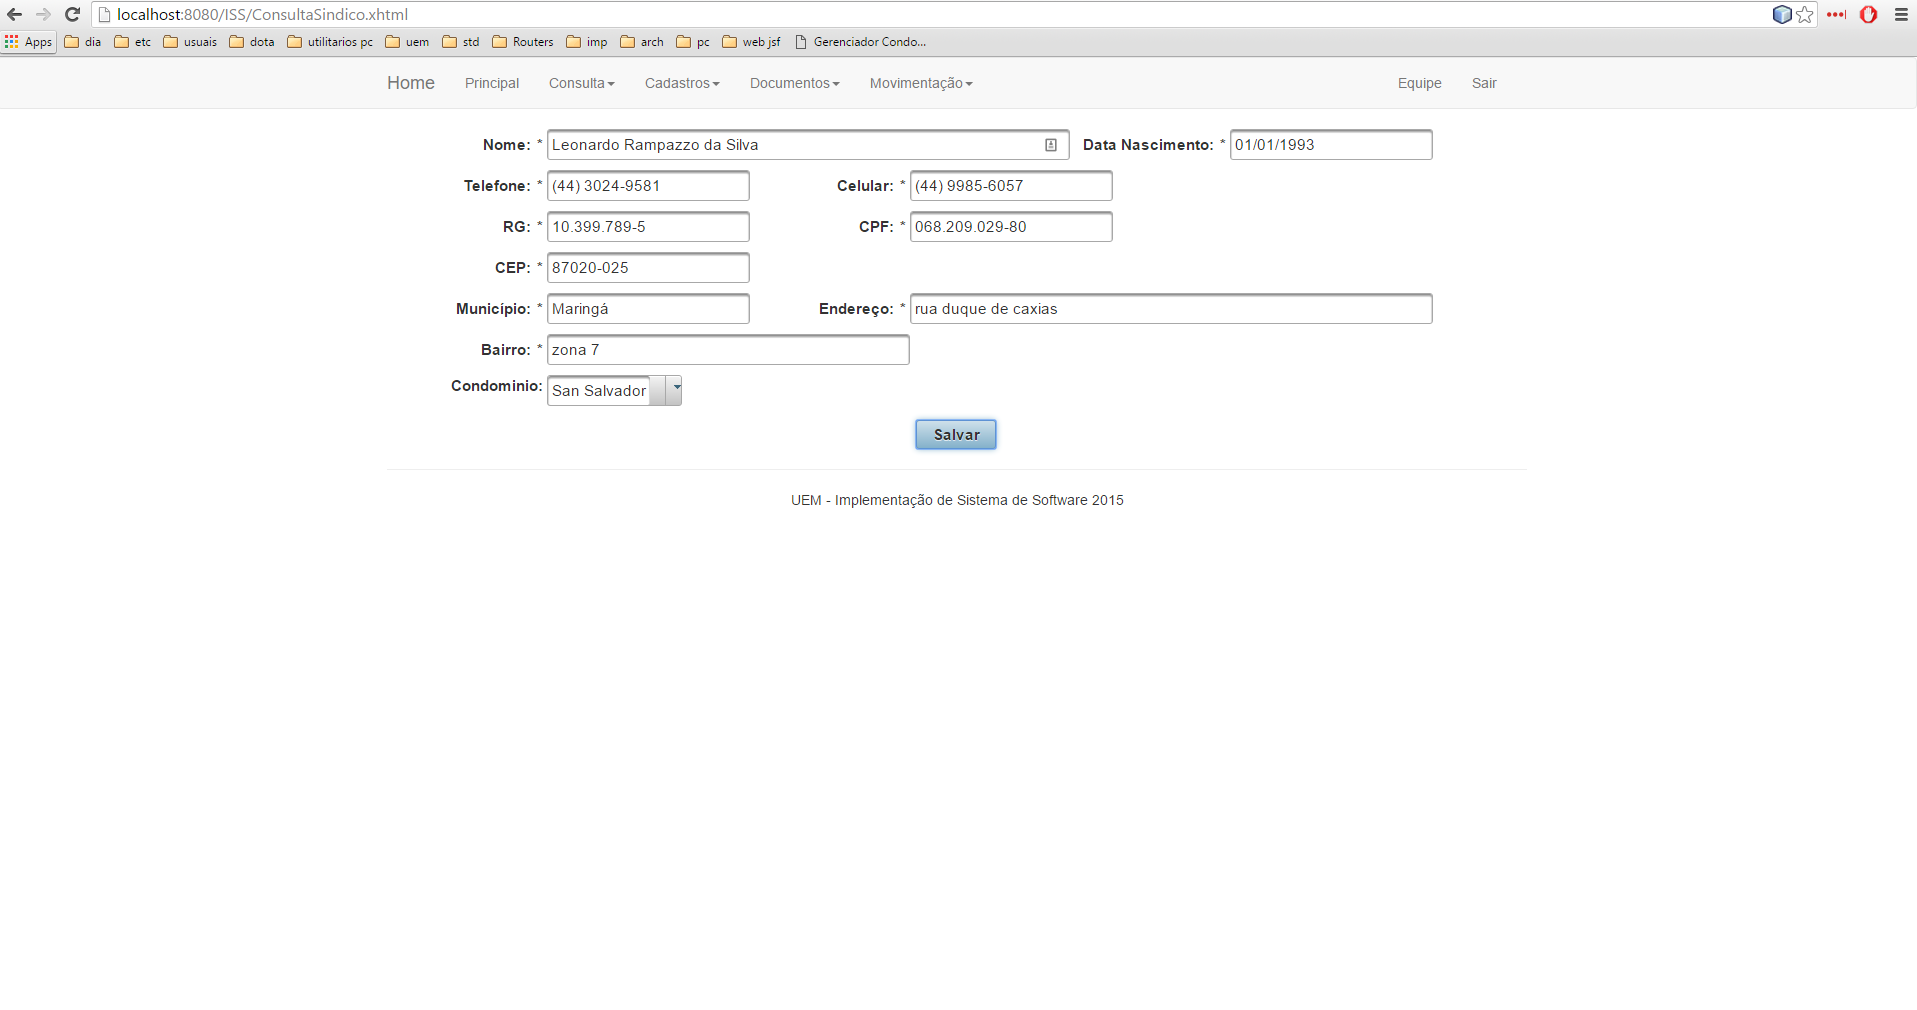 localhost:8080/ISS/ConsultaSindico.xhtml
Apps dia etc usuais dota utilitarios pc uem std Routers imp arch pc web jsf Gerenciador Condo...
Home Principal Consulta Cadastros Documentos Movimentação Equipe Sair
Nome: * Leonardo Rampazzo da Silva Data Nascimento: * 01/01/1993
Telefone: * (44) 3024-9581 Celular: * (44) 9985-6057
RG: * 10.399.789-5 CPF: * 068.209.029-80
CEP: * 87020-025
Município: * Maringá Endereço: * rua duque de caxias
Bairro: * zona 7
Condominio: San Salvador
Salvar
UEM - Implementação de Sistema de Software 2015